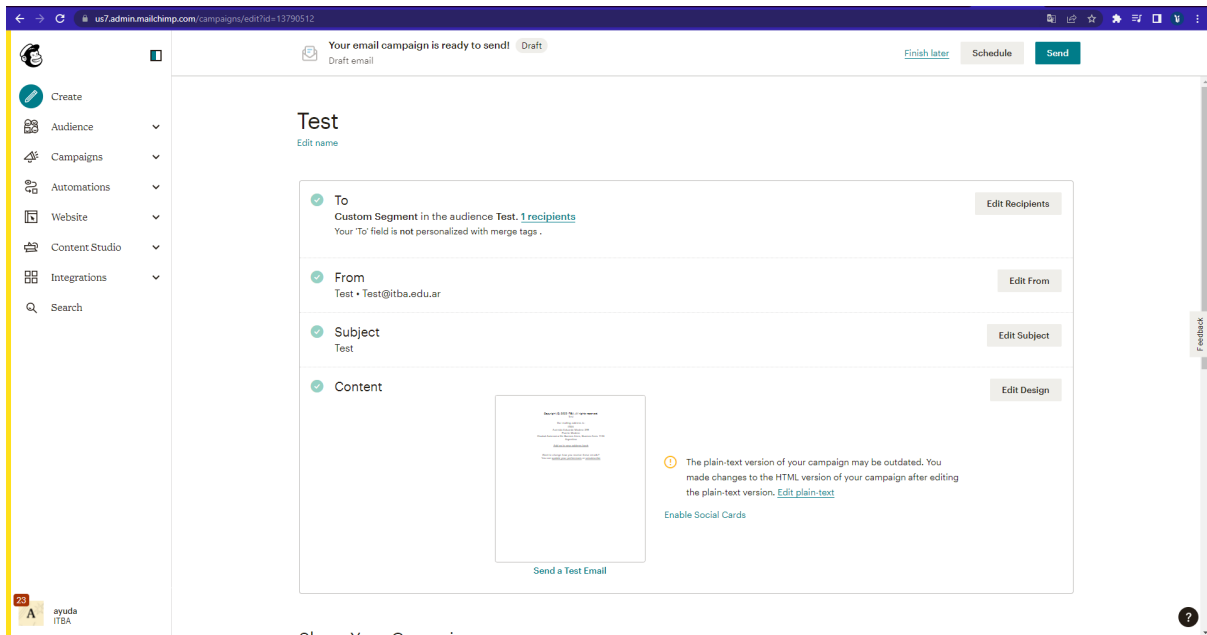 us7.admin.mailchimp.com/campaigns/edit?id=13790512
Your email campaign is ready to send! Draft
Draft email
Finish later
Schedule
Send
Create
Audience
Campaigns
Automations
Website
Content Studio
Integrations
Search
Test
Edit name
To
Custom Segment in the audience Test. 1 recipients
Your 'To' field is not personalized with merge tags .
Edit Recipients
From
Test • Test@itba.edu.ar
Edit From
Subject
Test
Edit Subject
Content
Edit Design
The plain-text version of your campaign may be outdated. You
made changes to the HTML version of your campaign after editing
the plain-text version. Edit plain-text
Enable Social Cards
Send a Test Email
Feedback
23
A
ayuda
ITBA
?